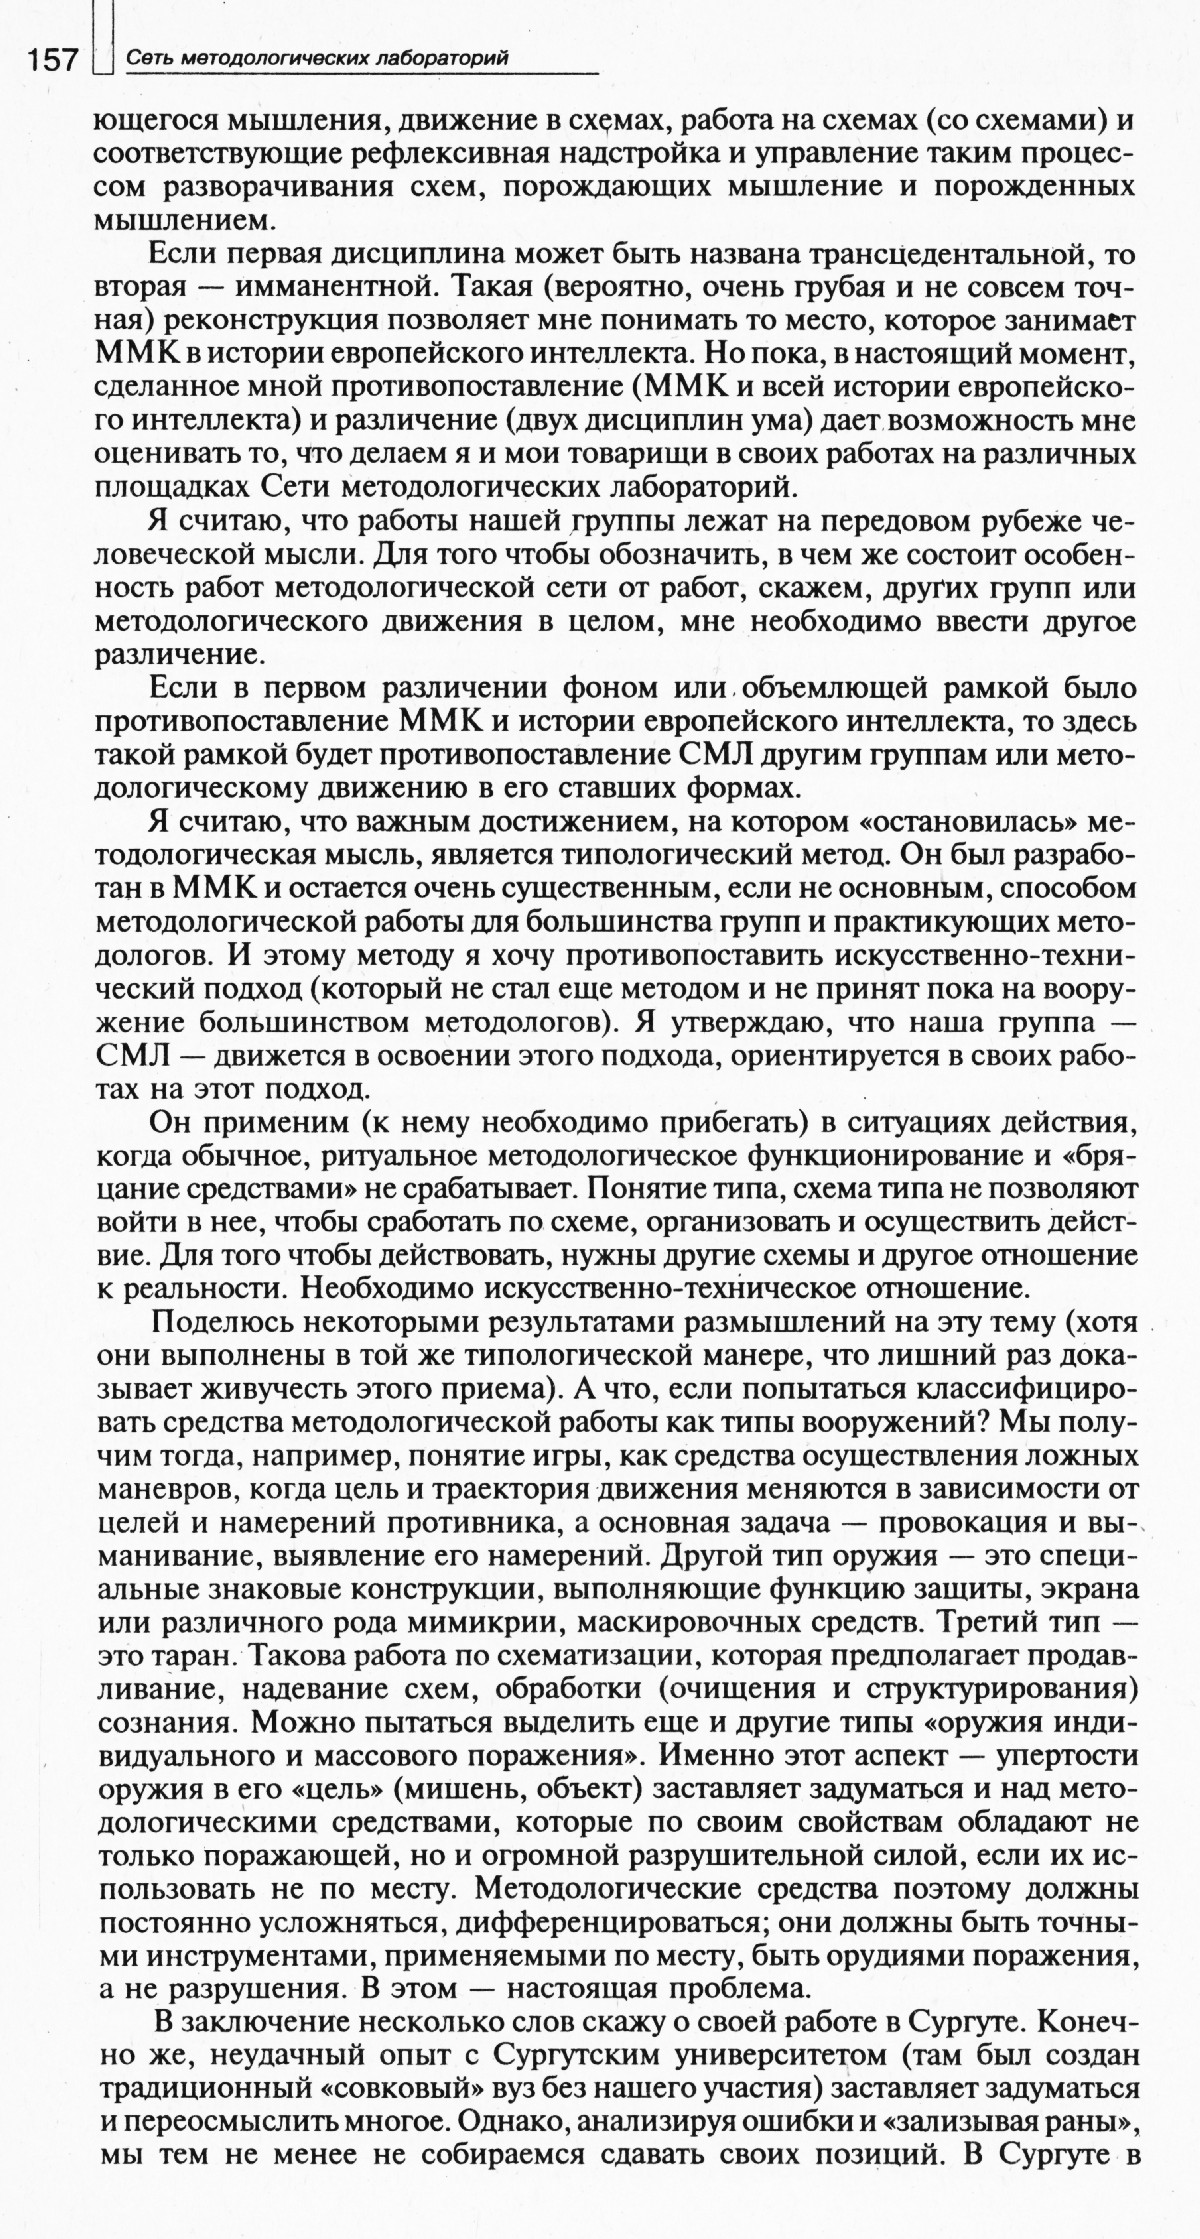 157
Сеть методологических лабораторий
ющегося мышления, движение в схемах, работа на схемах (со схемами) и
соответствующие рефлексивная надстройка и управление таким процес-
сом разворачивания схем, порождающих мышление и порожденных
мышлением.
Если первая дисциплина может быть названа трансцедентальной, то
вторая — имманентной. Такая (вероятно, очень грубая и не совсем точ-
ная) реконструкция позволяет мне понимать то место, которое занимает
ММК в истории европейского интеллекта. Но пока, в настоящий момент,
сделанное мной противопоставление (ММК и всей истории европейско-
го интеллекта) и различение (двух дисциплин ума) дает возможность мне
оценивать то, что делаем я и мои товарищи в своих работах на различных
площадках Сети методологических лабораторий.
Я считаю, что работы нашей группы лежат на передовом рубеже че-
ловеческой мысли. Для того чтобы обозначить, в чем же состоит особен-
ность работ методологической сети от работ, скажем, других групп или
методологического движения в целом, мне необходимо ввести другое
различение.
Если в первом различении фоном или объемлющей рамкой было
противопоставление ММК и истории европейского интеллекта, то здесь
такой рамкой будет противопоставление СМЛ другим группам или мето-
дологическому движению в его ставших формах.
Я считаю, что важным достижением, на котором «остановилась» ме-
тодологическая мысль, является типологический метод. Он был разрабо-
тан в ММК и остается очень существенным, если не основным, способом
методологической работы для большинства групп и практикующих мето-
дологов. И этому методу я хочу противопоставить искусственно-техни-
ческий подход (который не стал еще методом и не принят пока на воору-
жение большинством методологов). Я утверждаю, что наша группа —
СМЛ — движется в освоении этого подхода, ориентируется в своих рабо-
тах на этот подход.
Он применим (к нему необходимо прибегать) в ситуациях действия,
когда обычное, ритуальное методологическое функционирование и «бря-
цание средствами» не срабатывает. Понятие типа, схема типа не позволяют
войти в нее, чтобы сработать по схеме, организовать и осуществить дейст-
вие. Для того чтобы действовать, нужны другие схемы и другое отношение
к реальности. Необходимо искусственно-техническое отношение.
Поделюсь некоторыми результатами размышлений на эту тему (хотя
они выполнены в той же типологической манере, что лишний раз дока-
зывает живучесть этого приема). А что, если попытаться классифициро-
вать средства методологической работы как типы вооружений? Мы полу-
чим тогда, например, понятие игры, как средства осуществления ложных
маневров, когда цель и траектория движения меняются в зависимости от
целей и намерений противника, а основная задача — провокация и вы-
манивание, выявление его намерений. Другой тип оружия — это специ-
альные знаковые конструкции, выполняющие функцию защиты, экрана
или различного рода мимикрии, маскировочных средств. Третий тип —
это таран. Такова работа по схематизации, которая предполагает продав-
ливание, надевание схем, обработки (очищения и структурирования)
сознания. Можно пытаться выделить еще и другие типы «оружия инди-
видуального и массового поражения». Именно этот аспект — упертости
оружия в его «цель» (мишень, объект) заставляет задуматься и над мето-
дологическими средствами, которые по своим свойствам обладают не
только поражающей, но и огромной разрушительной силой, если их ис-
пользовать не по месту. Методологические средства поэтому должны
постоянно усложняться, дифференцироваться; они должны быть точны-
ми инструментами, применяемыми по месту, быть орудиями поражения,
а не разрушения. В этом — настоящая проблема.
В заключение несколько слов скажу о своей работе в Сургуте. Конеч-
но же, неудачный опыт с Сургутским университетом (там был создан
традиционный «совковый» вуз без нашего участия) заставляет задуматься
и переосмыслить многое. Однако, анализируя ошибки и «зализывая раны»,
мы тем не менее не собираемся сдавать своих позиций. В Сургуте в